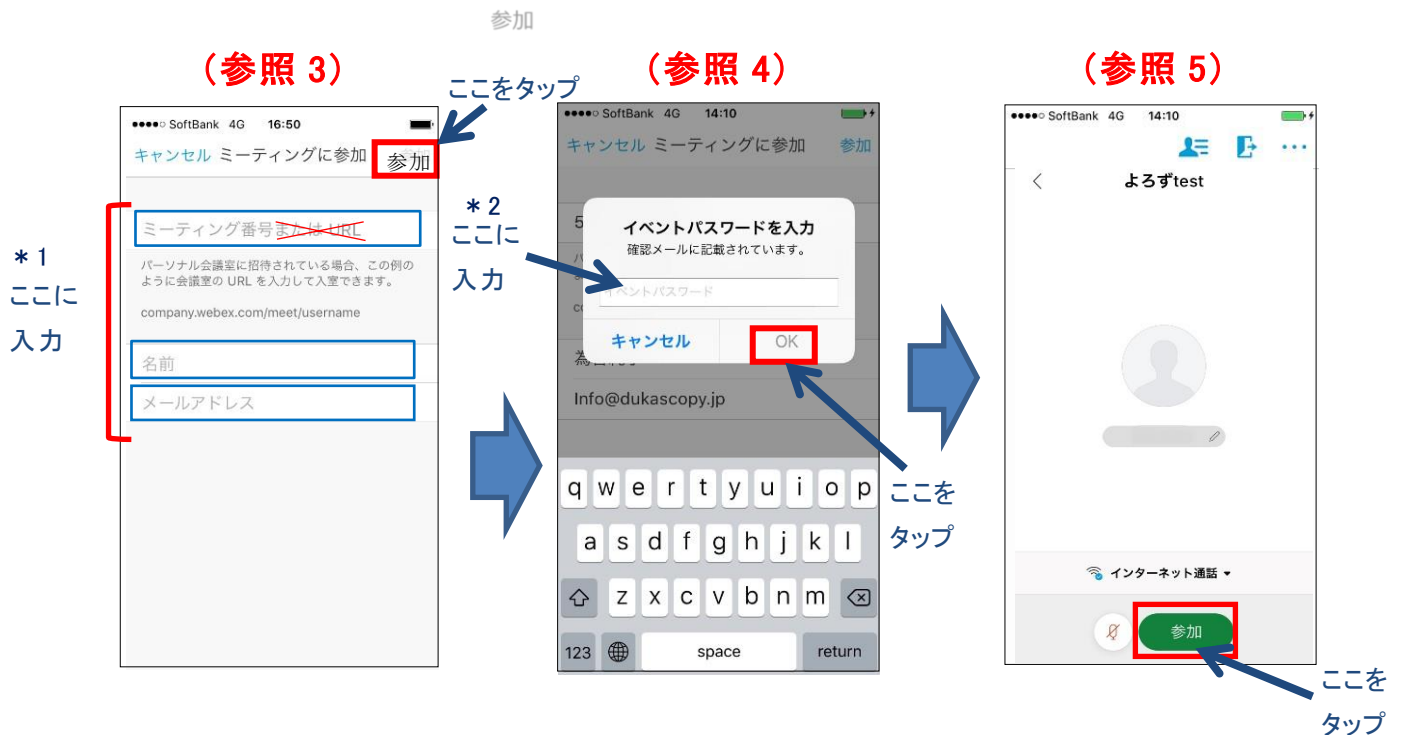 参加
(参照 3)
ここをタップ
●●●●○ SoftBank 4G 16:50
キャンセル ミーティングに参加 参加
*1
ここに
入力
ミーティング番号または URL
パーソナル会議室に招待されている場合、この例の
ように会議室の URL を入力して入室できます。
company.webex.com/meet/username
名前
メールアドレス
(参照 4)
●●●●○ SoftBank 4G 14:10
キャンセル ミーティングに参加 参加
*2
ここに
入力
5
イベントパスワードを入力
確認メールに記載されています。
イベントパスワード
キャンセル OK
Info@dukascopy.jp
q w e r t y u i o p
a s d f g h j k l
z x c v b n m
123 space return
ここを
タップ
(参照 5)
●●●●○ SoftBank 4G 14:10
よろずtest
インターネット通話
参加
ここを
タップ